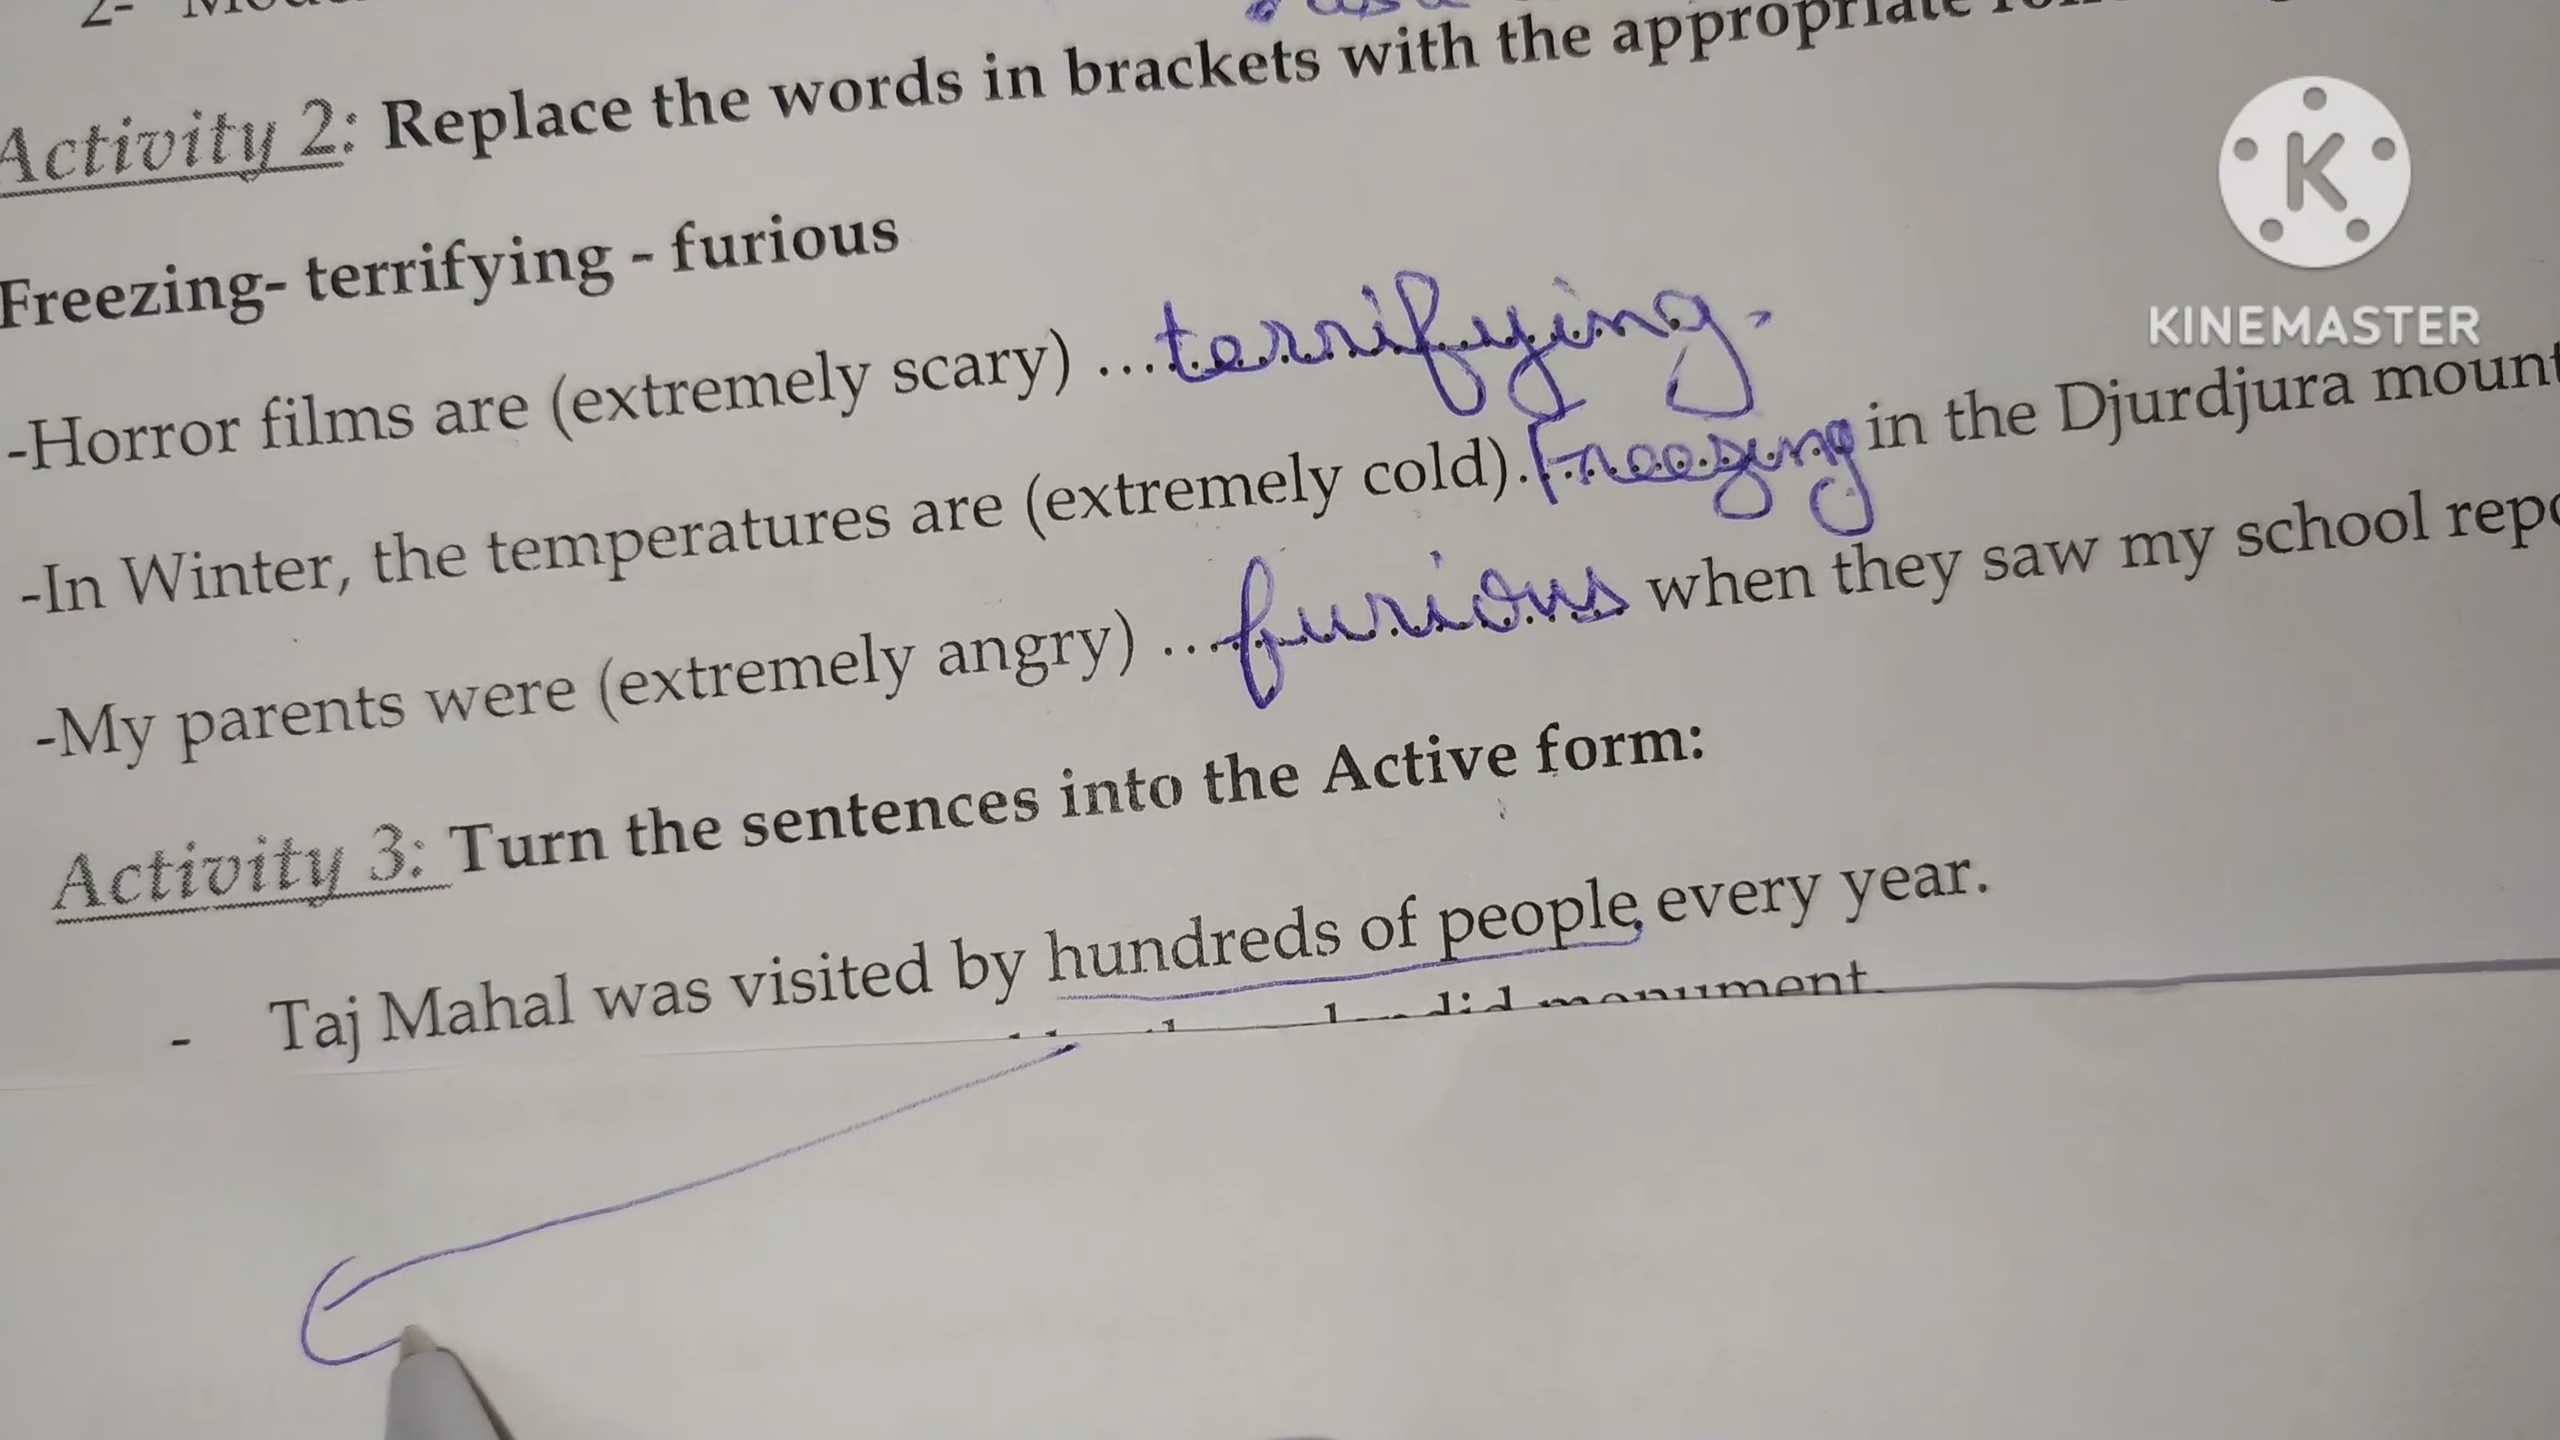 2-
Activity 2: Replace the words in brackets with the appropriate
Freezing- terrifying - furious
-Horror films are (extremely scary) ...terrifying.
-In Winter, the temperatures are (extremely cold).Freezing in the Djurdjura
-My parents were (extremely angry) ...furious when they saw my school
Activity 3: Turn the sentences into the Active form:
- Taj Mahal was visited by hundreds of people every year.
monument.
K
KINEMASTER